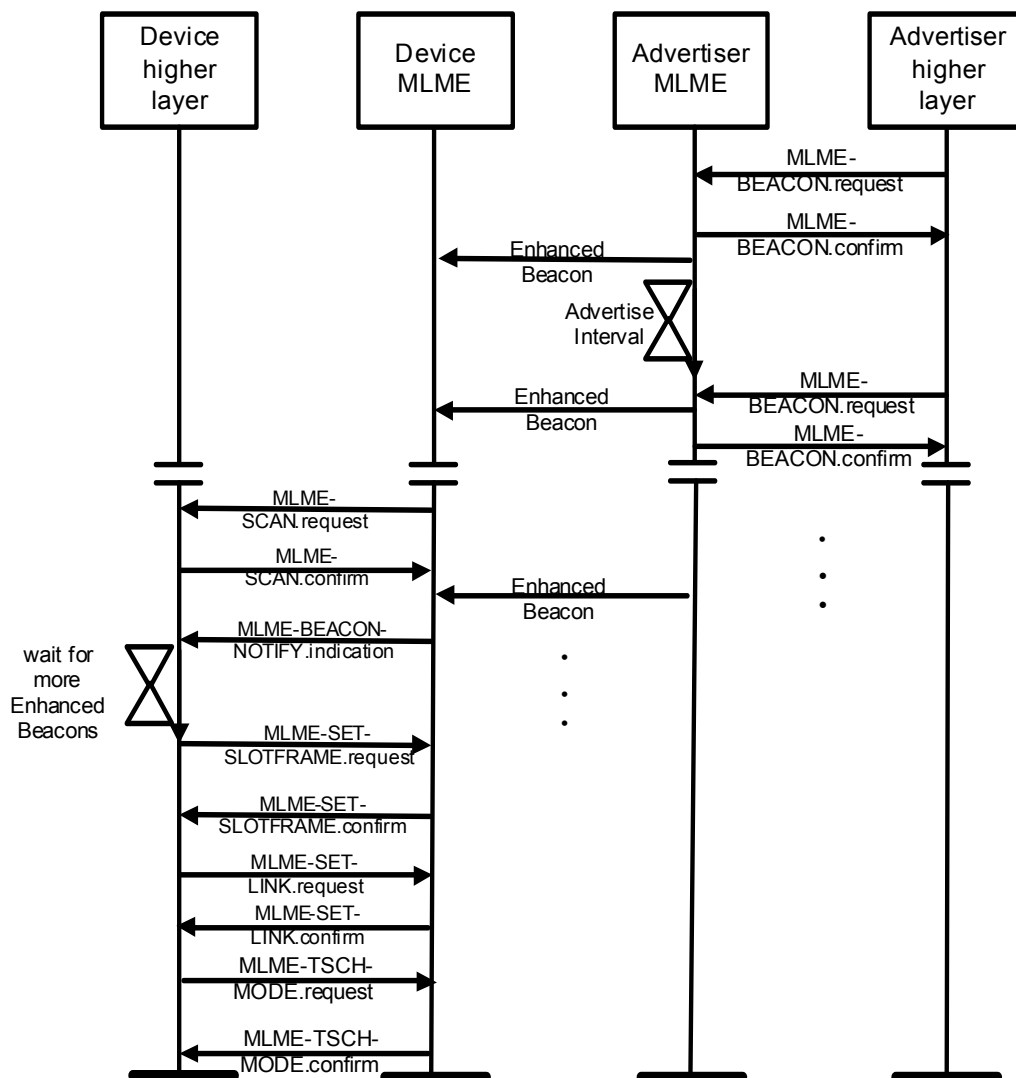 Device
higher
layer
Device
MLME
Advertiser
MLME
Advertiser
higher
layer
MLME-
BEACON.request
MLME-
BEACON.confirm
Enhanced
Beacon
Advertise
Interval
MLME-
BEACON.request
Enhanced
Beacon
MLME-
BEACON.confirm
MLME-
SCAN.request
MLME-
SCAN.confirm
Enhanced
Beacon
MLME-BEACON-
NOTIFY.indication
wait for
more
Enhanced
Beacons
MLME-SET-
SLOTFRAME.request
MLME-SET-
SLOTFRAME.confirm
MLME-SET-
LINK.request
MLME-SET-
LINK.confirm
MLME-TSCH-
MODE.request
MLME-TSCH-
MODE.confirm